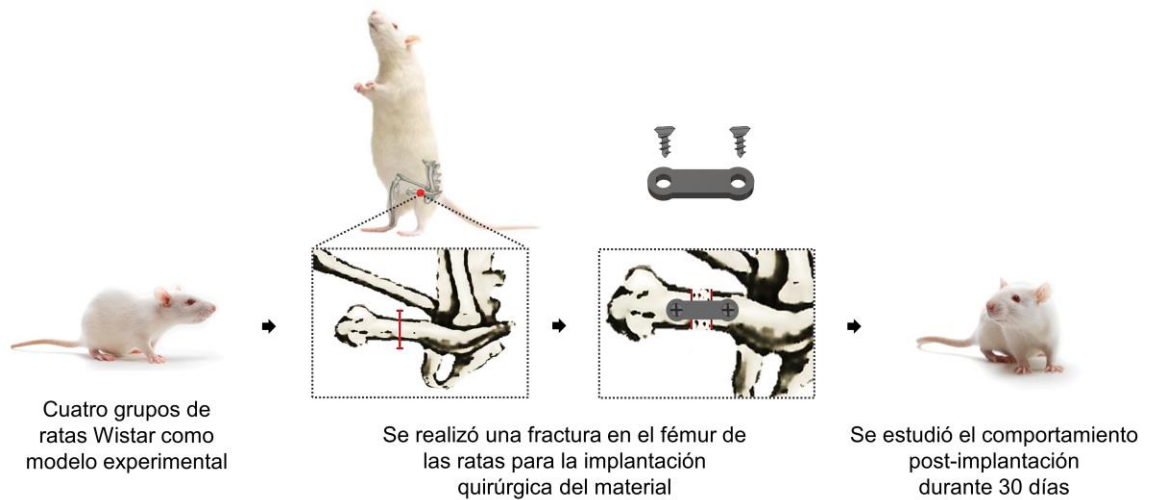 Cuatro grupos de
ratas Wistar como
modelo experimental
Se realizó una fractura en el fémur de
las ratas para la implantación
quirúrgica del material
Se estudió el comportamiento
post-implantación
durante 30 días